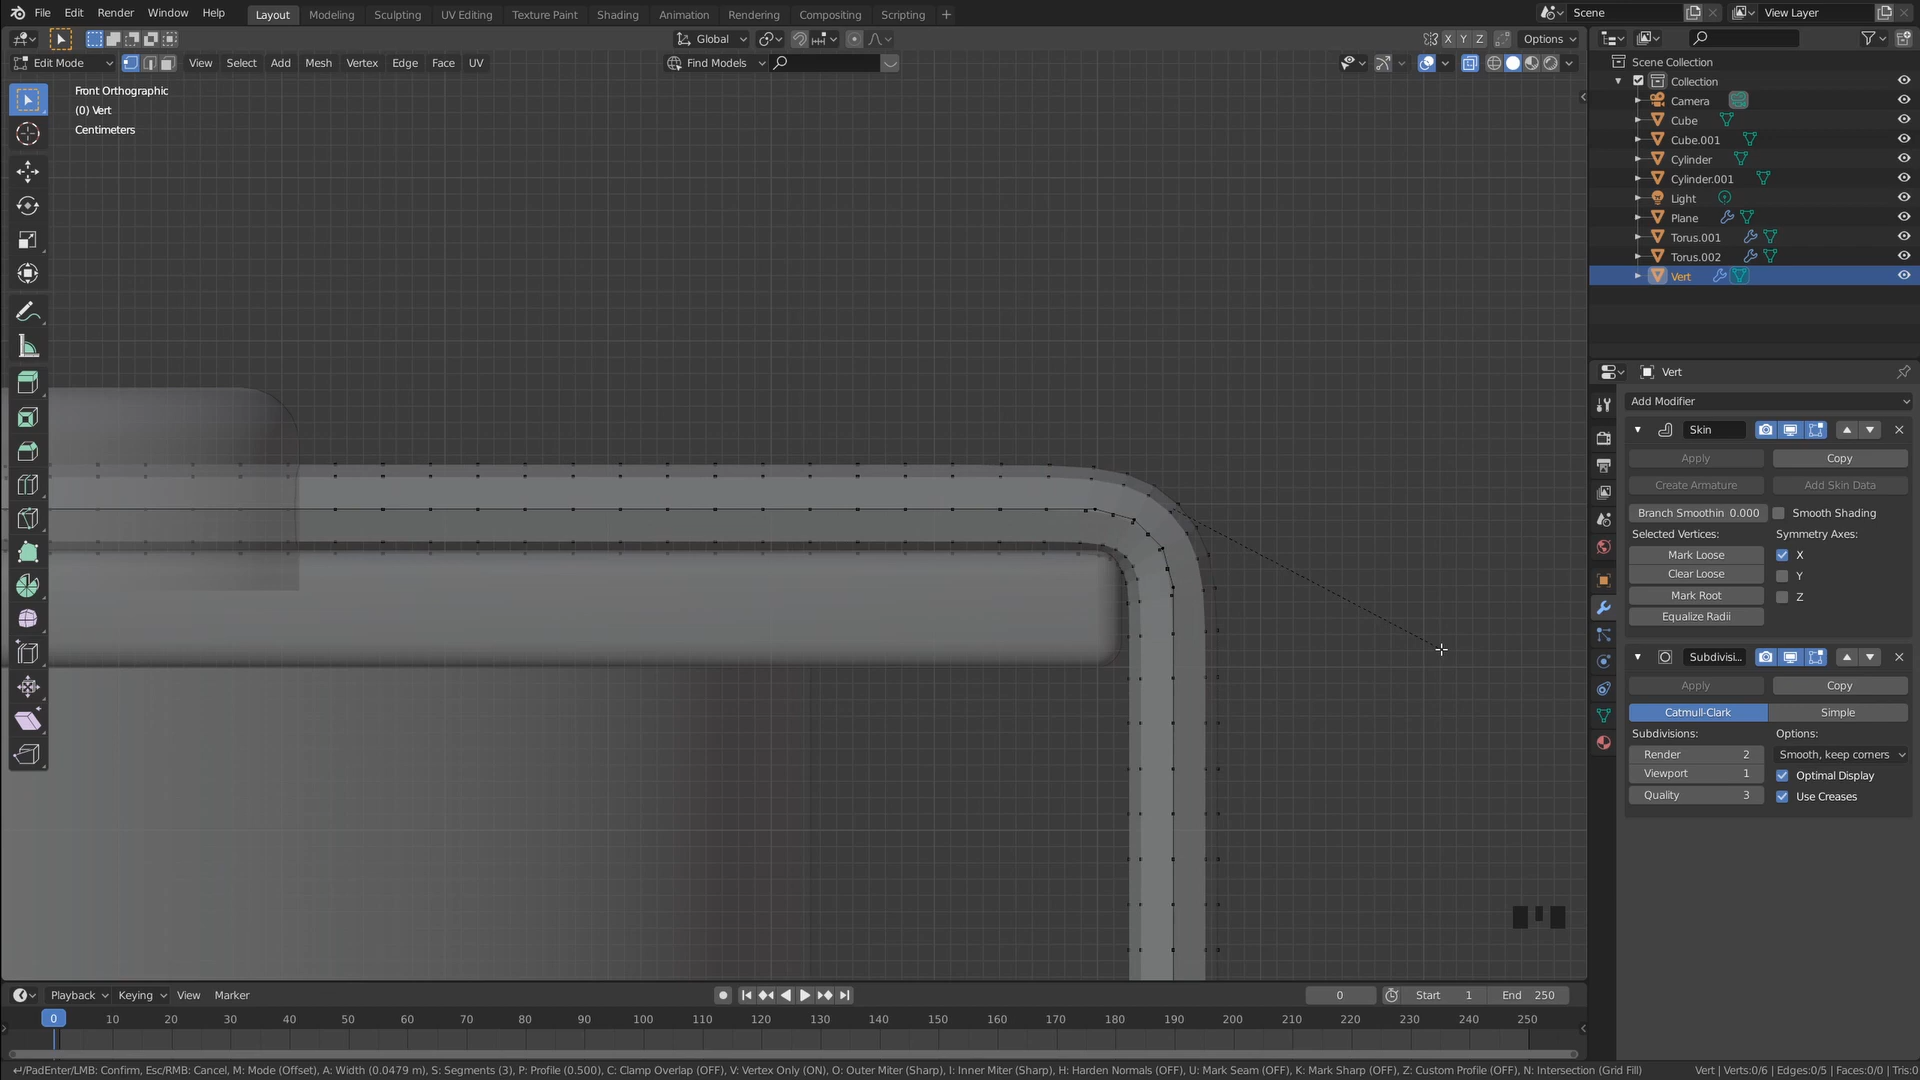 File Edit Render Window Help Layout Modeling Sculpting UV Editing Texture Paint Shading Animation Rendering Compositing Scripting + Scene View Layer
Global X Y Z Options
Edit Mode View Select Add Mesh Vertex Edge Face UV Find Models
Front Orthographic
(0) Vert
Centimeters
Scene Collection
Collection
Camera
Cube
Cube.001
Cylinder
Cylinder.001
Light
Plane
Torus.001
Torus.002
Vert
Vert
Add Modifier
Skin
Apply Copy
Create Armature Add Skin Data
Branch Smoothin 0.000 Smooth Shading
Selected Vertices: Symmetry Axes:
Mark Loose X
Clear Loose Y
Mark Root Z
Equalize Radii
Subdivisi...
Apply Copy
Catmull-Clark Simple
Subdivisions: Options:
Render 2 Smooth, keep corners
Viewport 1 Optimal Display
Quality 3 Use Creases
Playback Keying View Marker 0 Start 1 End 250
0 10 20 30 40 50 60 70 80 90 100 110 120 130 140 150 160 170 180 190 200 210 220 230 240 250
↵/PadEnter/LMB: Confirm, Esc/RMB: Cancel, M: Mode (Offset), A: Width (0.0479 m), S: Segments (3), P: Profile (0.500), C: Clamp Overlap (OFF), V: Vertex Only (ON), O: Outer Miter (Sharp), I: Inner Miter (Sharp), H: Harden Normals (OFF), U: Mark Seam (OFF), K: Mark Sharp (OFF), Z: Custom Profile (OFF), N: Intersection (Grid Fill) Vert | Verts:0/6 | Edges:0/5 | Faces:0/0 | Tris:0